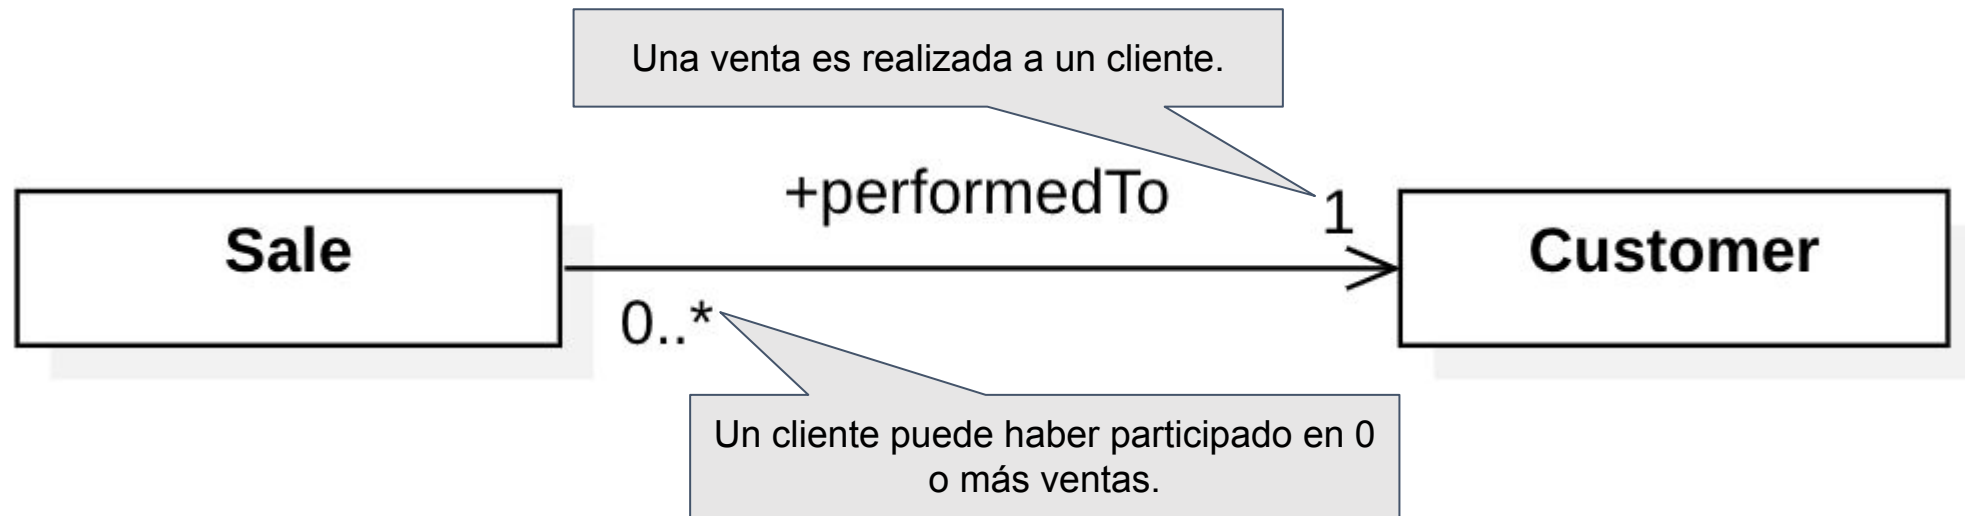 Una venta es realizada a un cliente.
+performedTo
1
Sale
Customer
0..*
Un cliente puede haber participado en 0
o más ventas.